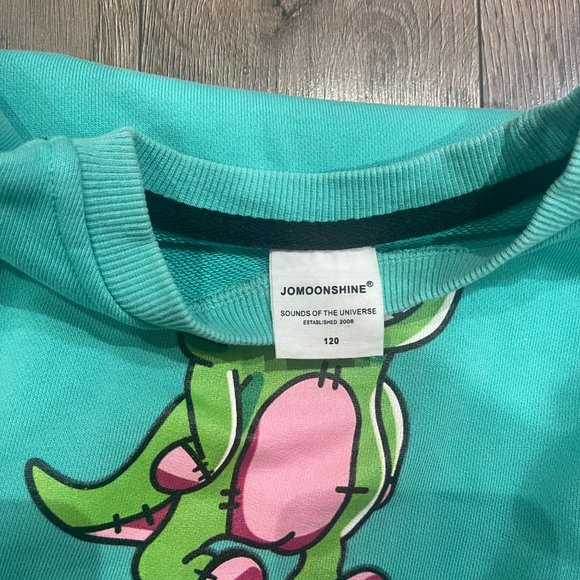 JOMOONSHINE®
SOUNDS OF THE UNIVERSE
ESTABLISHED 2008
120